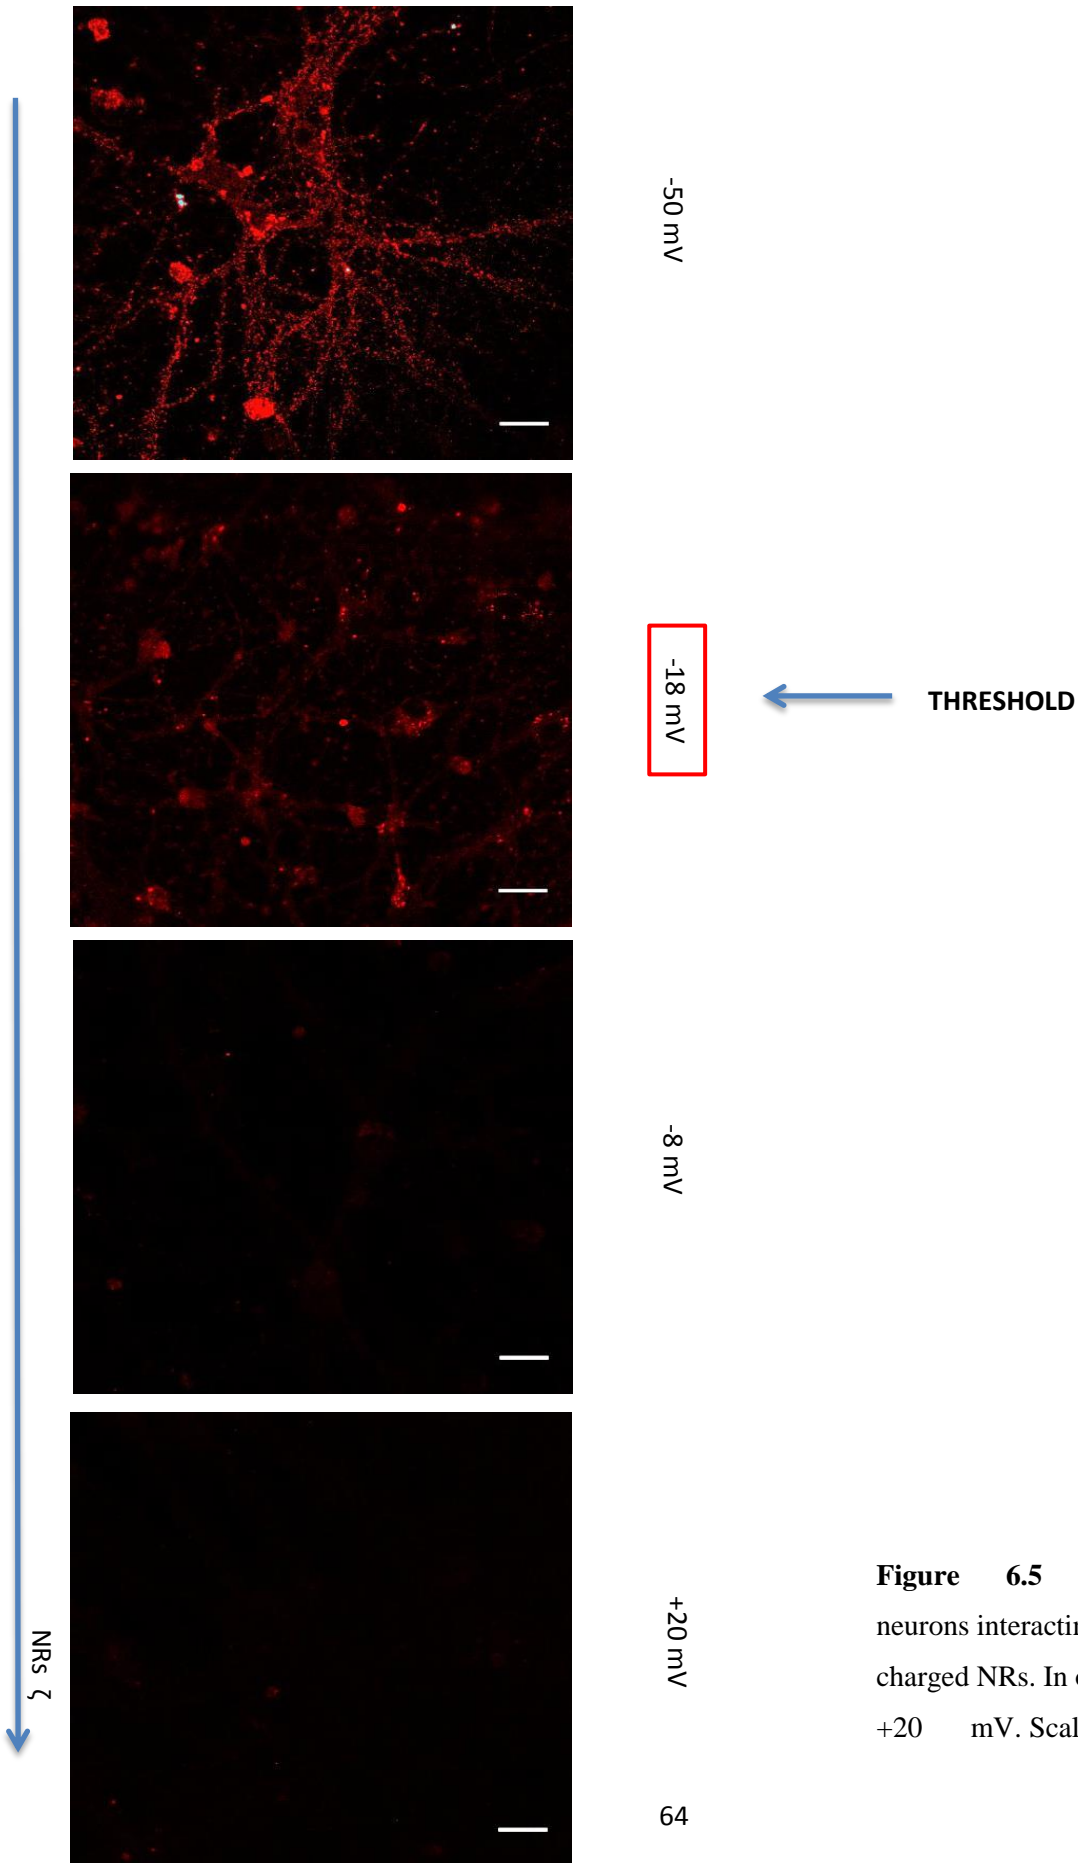 -50 mV
-18 mV
THRESHOLD
-8 mV
+20 mV
NRs ζ
Figure 6.5
neurons interactin
charged NRs. In
+20 mV. Scal
64